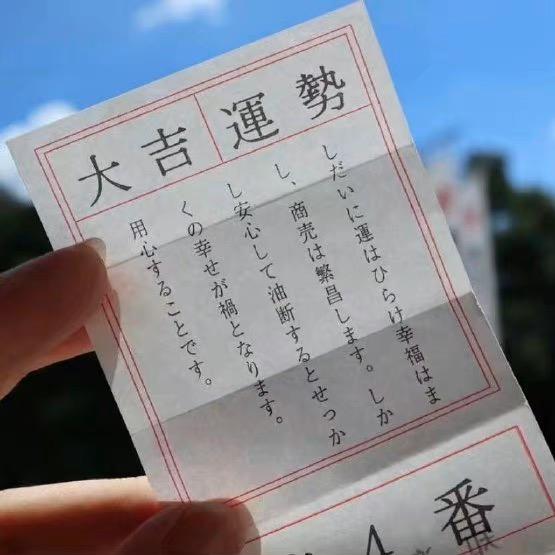 運勢
大吉
しだいに運はひらけ幸福はま
し、商売は繁昌します。しか
し安心して油断するとせっか
くの幸せが禍となります。
用心することです。
4番